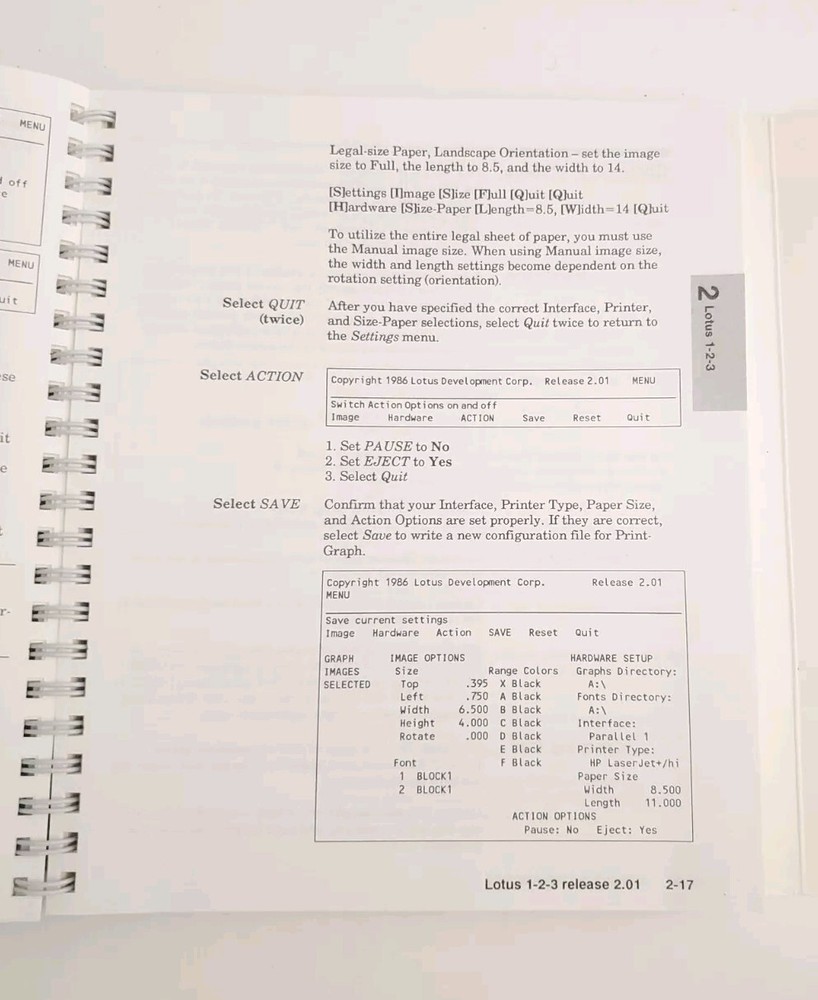 MENU
off
e
MENU
uit
se
it
e
r-
Legal-size Paper, Landscape Orientation – set the image
size to Full, the length to 8.5, and the width to 14.
[S]ettings [I]mage [S]ize [F]ull [Q]uit [Q]uit
[H]ardware [S]ize-Paper [L]ength=8.5, [W]idth=14 [Q]uit
To utilize the entire legal sheet of paper, you must use
the Manual image size. When using Manual image size,
the width and length settings become dependent on the
rotation setting (orientation).
Select QUIT
(twice)
After you have specified the correct Interface, Printer,
and Size-Paper selections, select Quit twice to return to
the Settings menu.
2 Lotus 1-2-3
Select ACTION
Copyright 1986 Lotus Development Corp. Release 2.01 MENU
Switch Action Options on and off
Image Hardware ACTION Save Reset Quit
1. Set PAUSE to No
2. Set EJECT to Yes
3. Select Quit
Select SAVE
Confirm that your Interface, Printer Type, Paper Size,
and Action Options are set properly. If they are correct,
select Save to write a new configuration file for Print-
Graph.
Copyright 1986 Lotus Development Corp. Release 2.01
MENU
Save current settings
Image Hardware Action SAVE Reset Quit
GRAPH IMAGE OPTIONS HARDWARE SETUP
IMAGES Size Range Colors Graphs Directory:
SELECTED Top .395 X Black A:\
Left .750 A Black Fonts Directory:
Width 6.500 B Black A:\
Height 4.000 C Black Interface:
Rotate .000 D Black Parallel 1
E Black Printer Type:
Font F Black HP LaserJet+/hi
1 BLOCK1 Paper Size
2 BLOCK1 Width 8.500
Length 11.000
ACTION OPTIONS
Pause: No Eject: Yes
Lotus 1-2-3 release 2.01 2-17